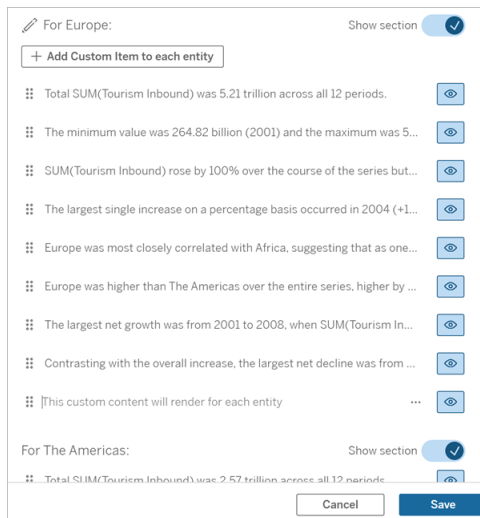 For Europe:
Show section
+ Add Custom Item to each entity
Total SUM(Tourism Inbound) was 5.21 trillion across all 12 periods.
The minimum value was 264.82 billion (2001) and the maximum was 5...
SUM(Tourism Inbound) rose by 100% over the course of the series but...
The largest single increase on a percentage basis occurred in 2004 (+1...
Europe was most closely correlated with Africa, suggesting that as one...
Europe was higher than The Americas over the entire series, higher by ...
The largest net growth was from 2001 to 2008, when SUM(Tourism In...
Contrasting with the overall increase, the largest net decline was from ...
This custom content will render for each entity
...
For The Americas:
Show section
Total SUM(Tourism Inbound) was 2.57 trillion across all 12 periods
Cancel
Save